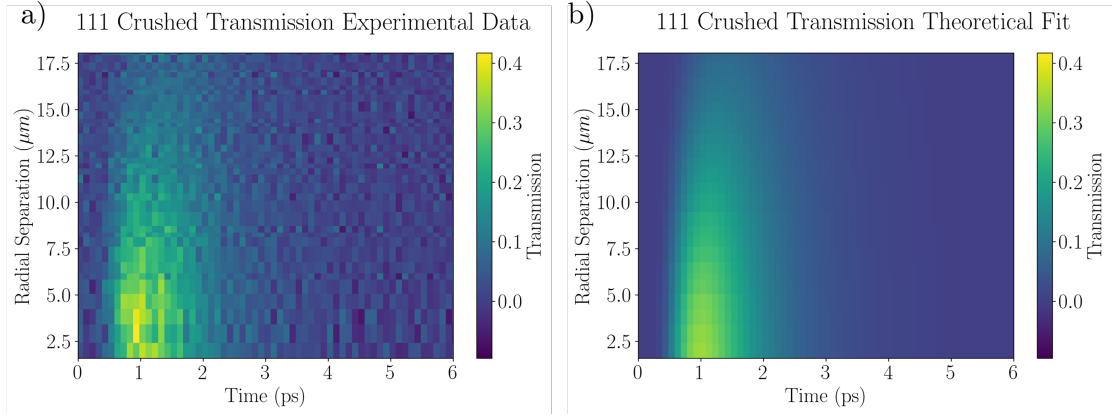 a)
111 Crushed Transmission Experimental Data
17.5
15.0
12.5
10.0
7.5
5.0
2.5
Radial Separation (μm)
0 1 2 3 4 5 6
Time (ps)
0.4
0.3
0.2
0.1
0.0
Transmission
b)
111 Crushed Transmission Theoretical Fit
17.5
15.0
12.5
10.0
7.5
5.0
2.5
Radial Separation (μm)
0 1 2 3 4 5 6
Time (ps)
0.4
0.3
0.2
0.1
0.0
Transmission